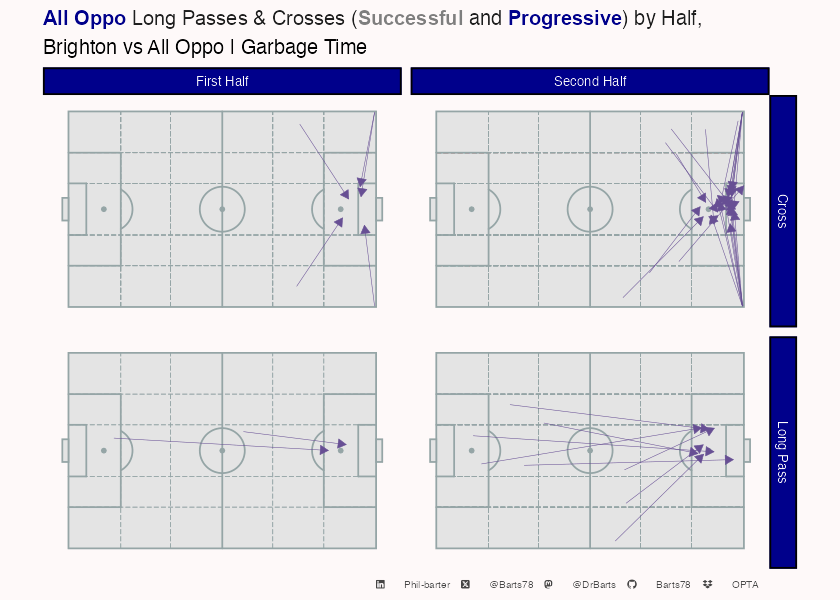 All Oppo Long Passes & Crosses (Successful and Progressive) by Half,
Brighton vs All Oppo I Garbage Time
First Half
Second Half
Cross
Long Pass
Phil-barter @Barts78 @DrBarts Barts78 OPTA